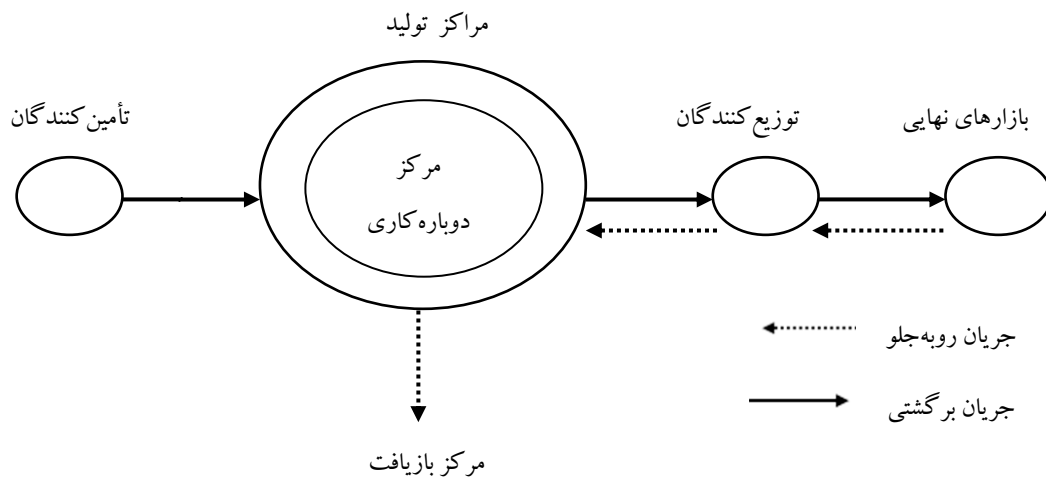 مراکز تولید
بازارهای نهایی
توزیع‌کنندگان
تأمین‌کنندگان
مرکز
دوباره‌کاری
جریان روبه‌جلو
جریان برگشتی
مرکز بازیافت